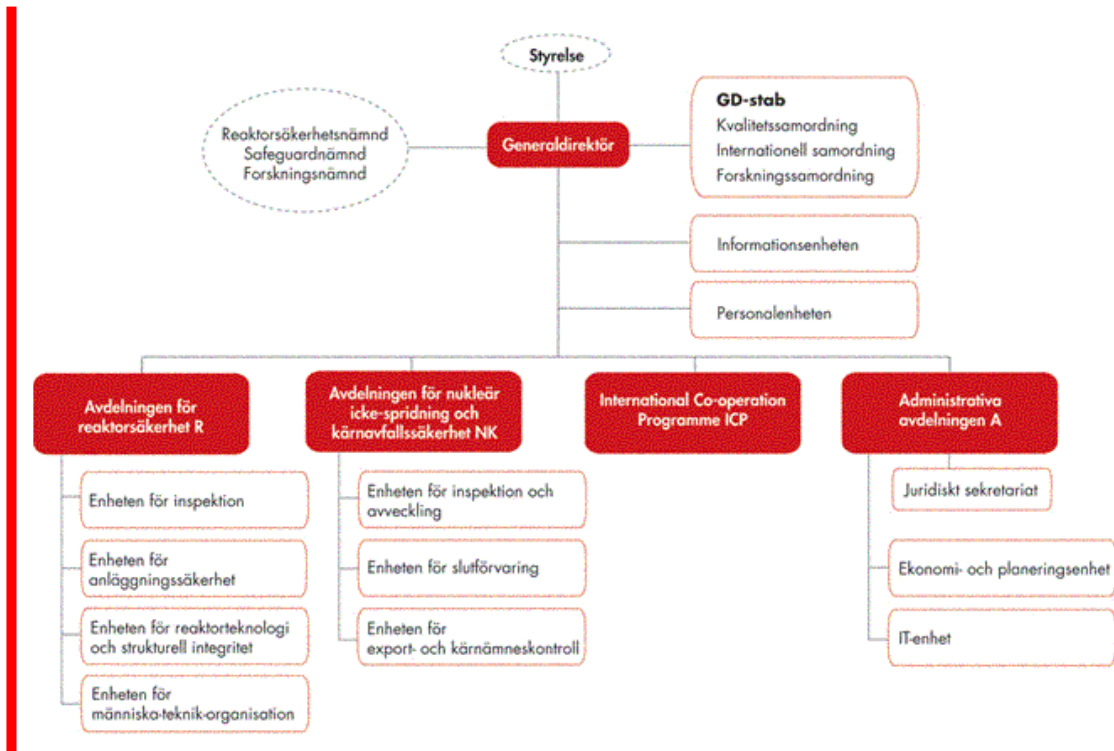 Styrelse
Reaktorsäkerhetsnämnd
Safeguardnämnd
Forskningsnämnd
Generaldirektör
GD-stab
Kvalitetssamordning
Internationell samordning
Forskningssamordning
Informationsenheten
Personalenheten
Avdelningen för
reaktorsäkerhet R
Avdelningen för nukleär
icke-spridning och
kärnavfallssäkerhet NK
International Co-operation
Programme ICP
Administrativa
avdelningen A
Enheten för inspektion
Enheten för
anläggningssäkerhet
Enheten för reaktorteknologi
och strukturell integritet
Enheten för
människa-teknik-organisation
Enheten för inspektion och
avveckling
Enheten för slutförvaring
Enheten för
export- och kärnämneskontroll
Juridiskt sekretariat
Ekonomi- och planeringsenhet
IT-enhet